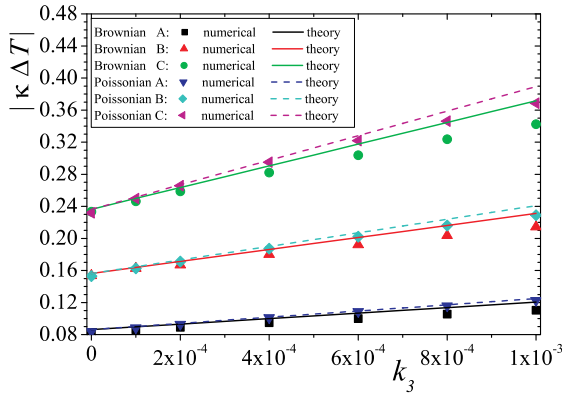 0.48
0.44
0.40
0.36
0.32
0.28
0.24
0.20
0.16
0.12
0.08
| κ ΔT |
Brownian A: numerical theory
Brownian B: numerical theory
Brownian C: numerical theory
Poissonian A: numerical theory
Poissonian B: numerical theory
Poissonian C: numerical theory
0 2x10⁻⁴ 4x10⁻⁴ 6x10⁻⁴ 8x10⁻⁴ 1x10⁻³
k₃